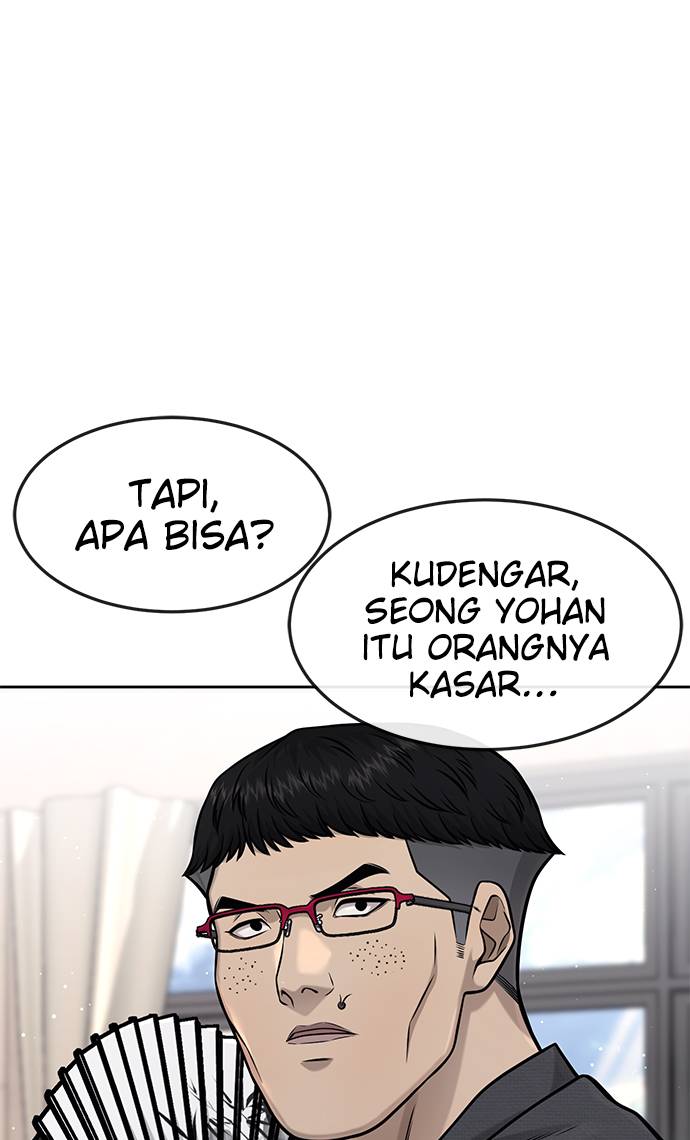 TAPI,
APA BISA?
KUDENGAR,
SEONG YOHAN
ITU ORANGNYA
KASAR...